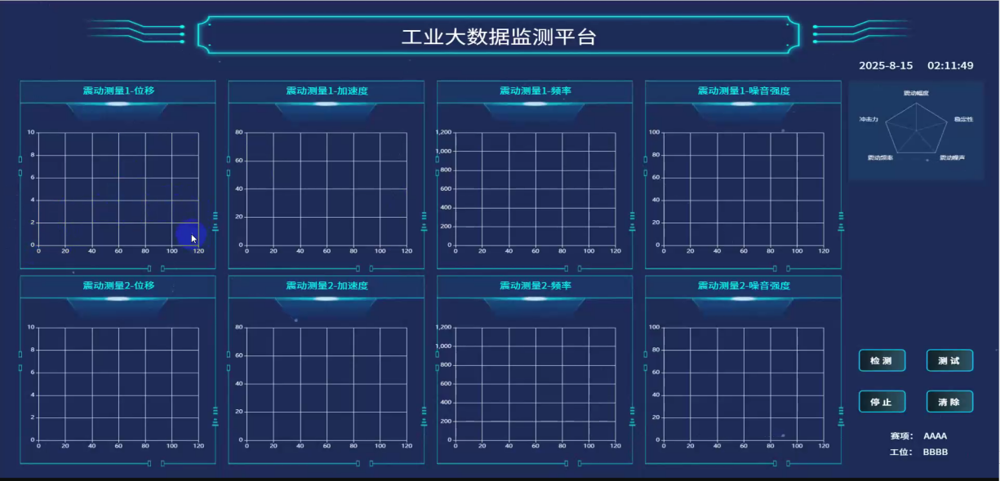 工业大数据监测平台
2025-8-15 02:11:49
震动测量1-位移
10
8
6
4
2
0
0 20 40 60 80 100 120
震动测量1-加速度
80
60
40
20
0
0 20 40 60 80 100 120
震动测量1-频率
1,200
1,000
800
600
400
200
0
0 20 40 60 80 100 120
震动测量1-噪音强度
100
80
60
40
20
0
0 20 40 60 80 100 120
震动幅度
冲击力 稳定性
震动频率 震动噪声
震动测量2-位移
10
8
6
4
2
0
0 20 40 60 80 100 120
震动测量2-加速度
80
60
40
20
0
0 20 40 60 80 100 120
震动测量2-频率
1,200
1,000
800
600
400
200
0
0 20 40 60 80 100 120
震动测量2-噪音强度
100
80
60
40
20
0
0 20 40 60 80 100 120
检测 测试
停止 清除
赛项： AAAA
工位： BBBB